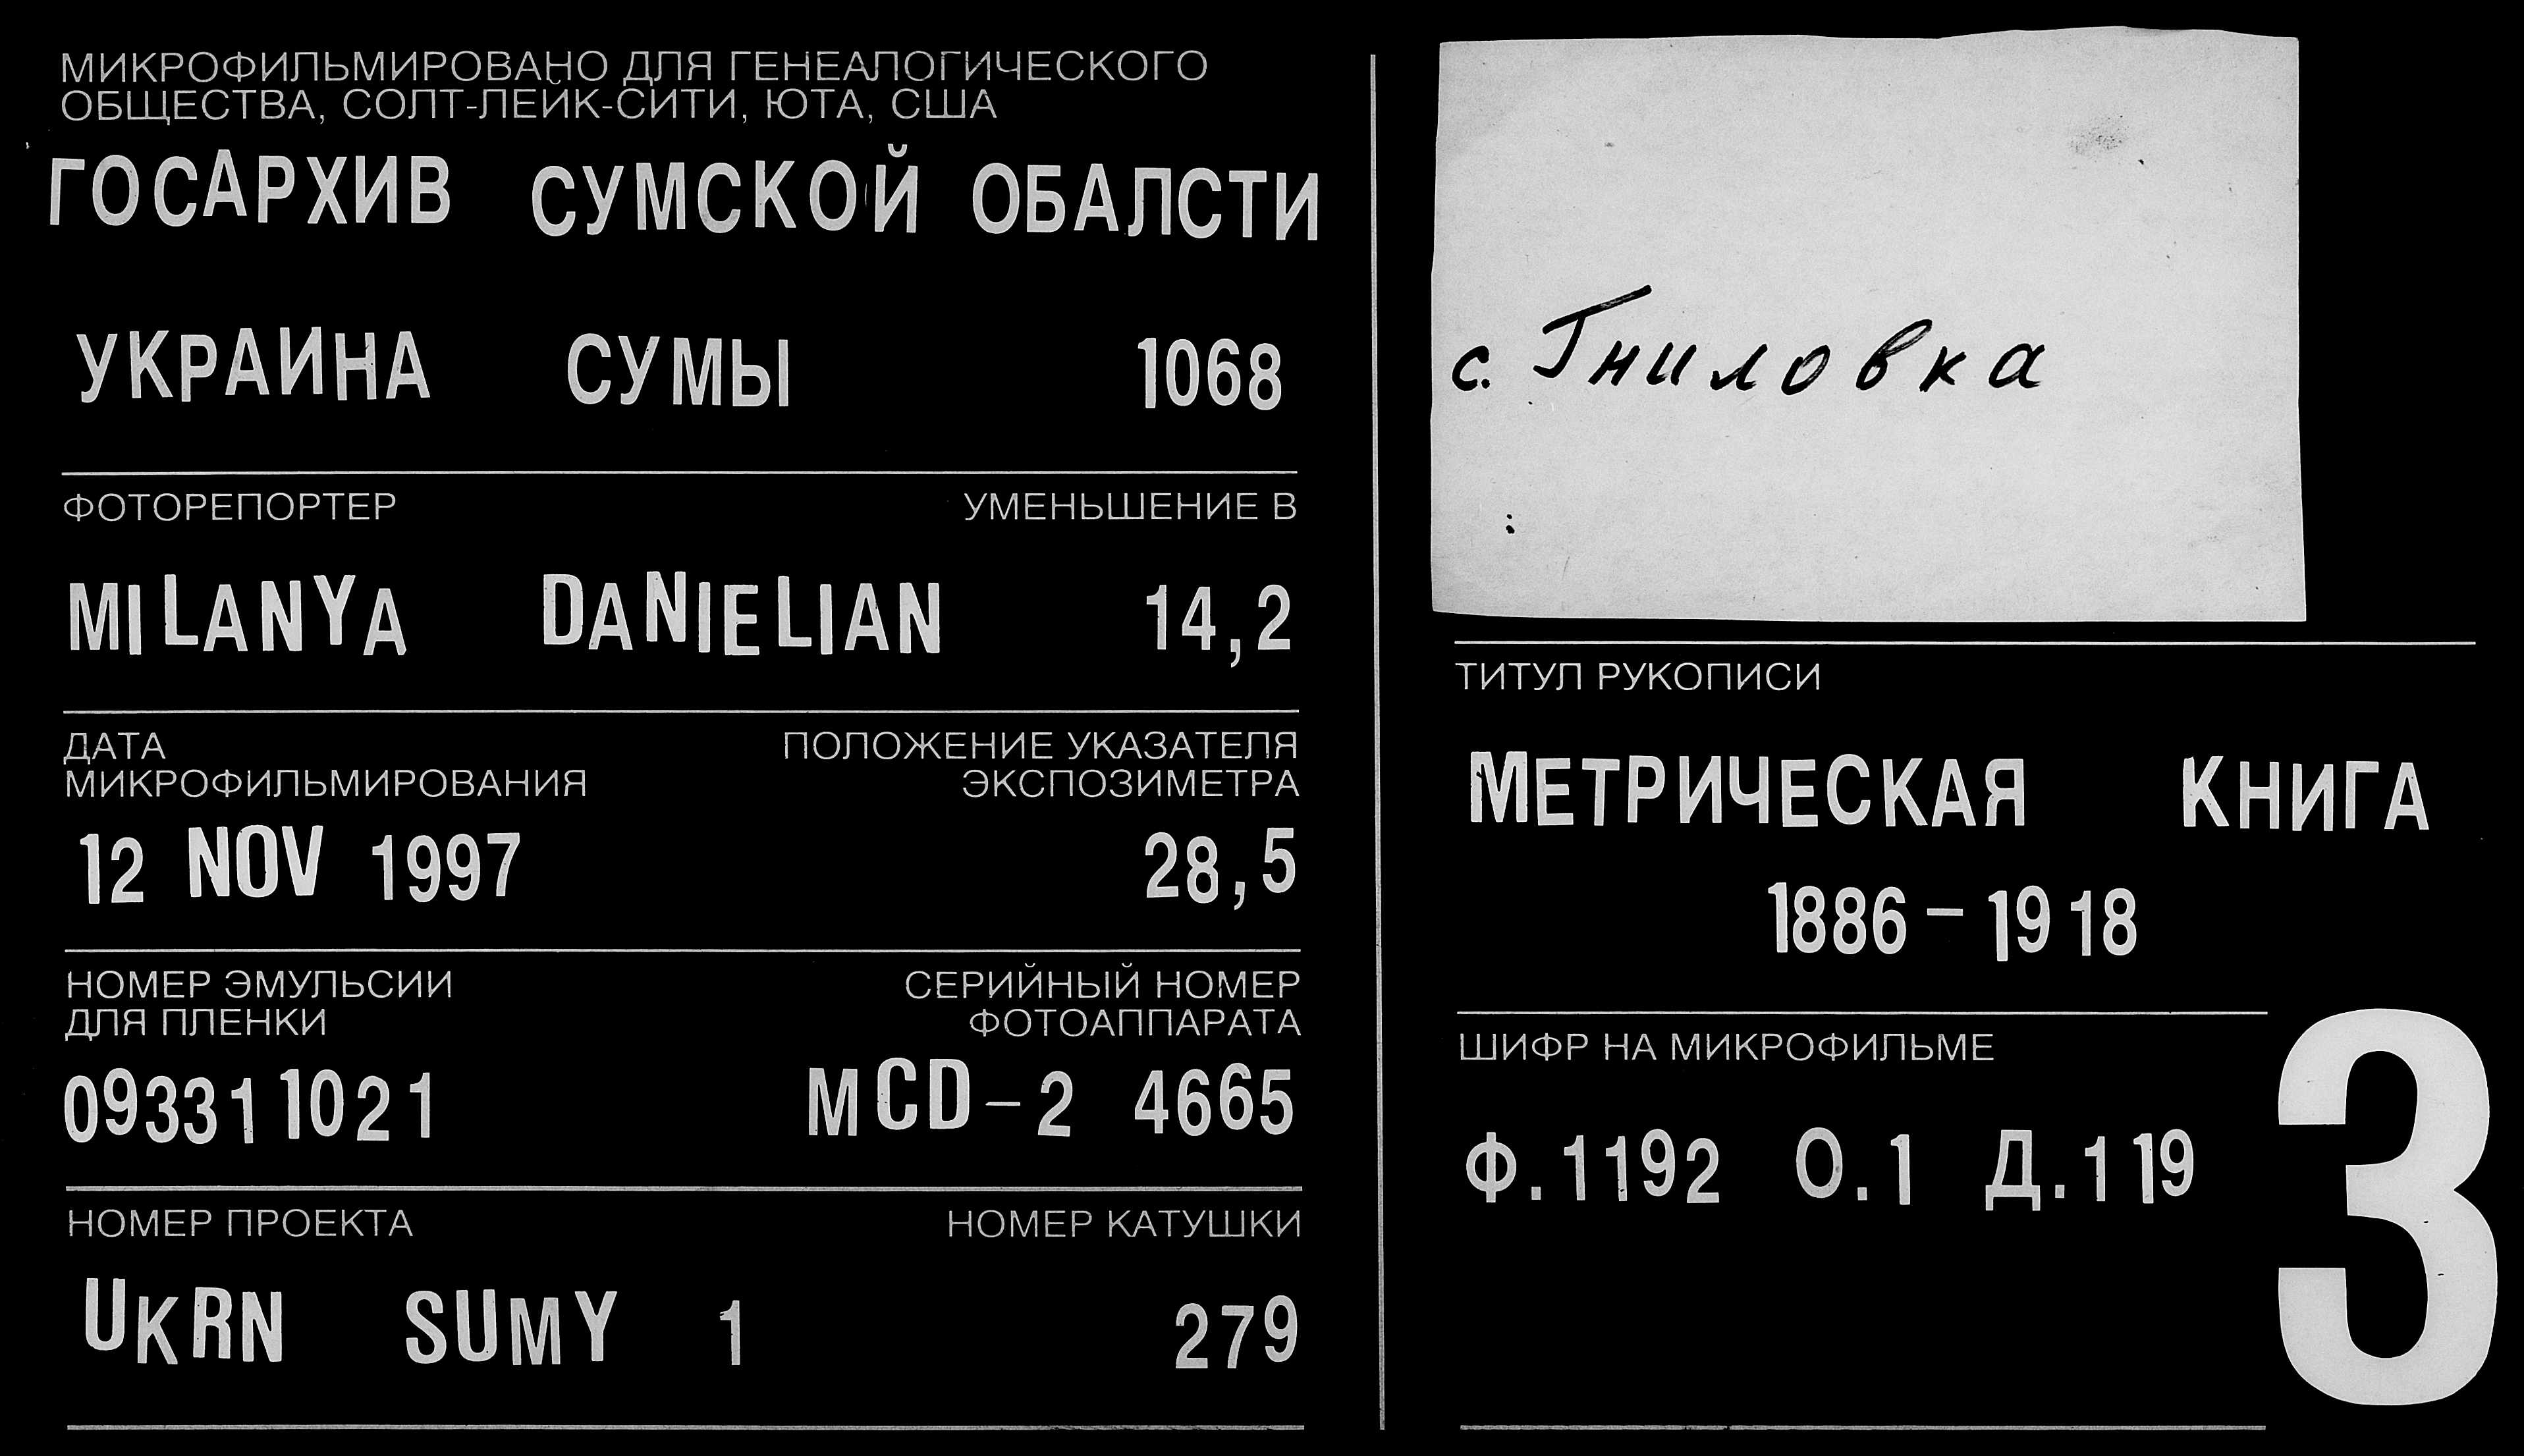 МИКРОФИЛЬМИРОВАНО ДЛЯ ГЕНЕАЛОГИЧЕСКОГО
ОБЩЕСТВА, СОЛТ-ЛЕЙК-СИТИ, ЮТА, США
ГОСАРХИВ СУМСКОЙ ОБАЛСТИ
УКРАИНА СУМЫ 1068
ФОТОРЕПОРТЕР УМЕНЬШЕНИЕ В
MILANYA DANIELIAN 14,2
ДАТА
МИКРОФИЛЬМИРОВАНИЯ
ПОЛОЖЕНИЕ УКАЗАТЕЛЯ
ЭКСПОЗИМЕТРА
12 NOV 1997 28,5
НОМЕР ЭМУЛЬСИИ
ДЛЯ ПЛЕНКИ
СЕРИЙНЫЙ НОМЕР
ФОТОАППАРАТА
093311021 MCD-2 4665
НОМЕР ПРОЕКТА НОМЕР КАТУШКИ
UKRN SUMY 1 279
с. Гниловка
ТИТУЛ РУКОПИСИ
МЕТРИЧЕСКАЯ КНИГА
1886-1918
ШИФР НА МИКРОФИЛЬМЕ
Ф.1192 О.1 Д.119
3